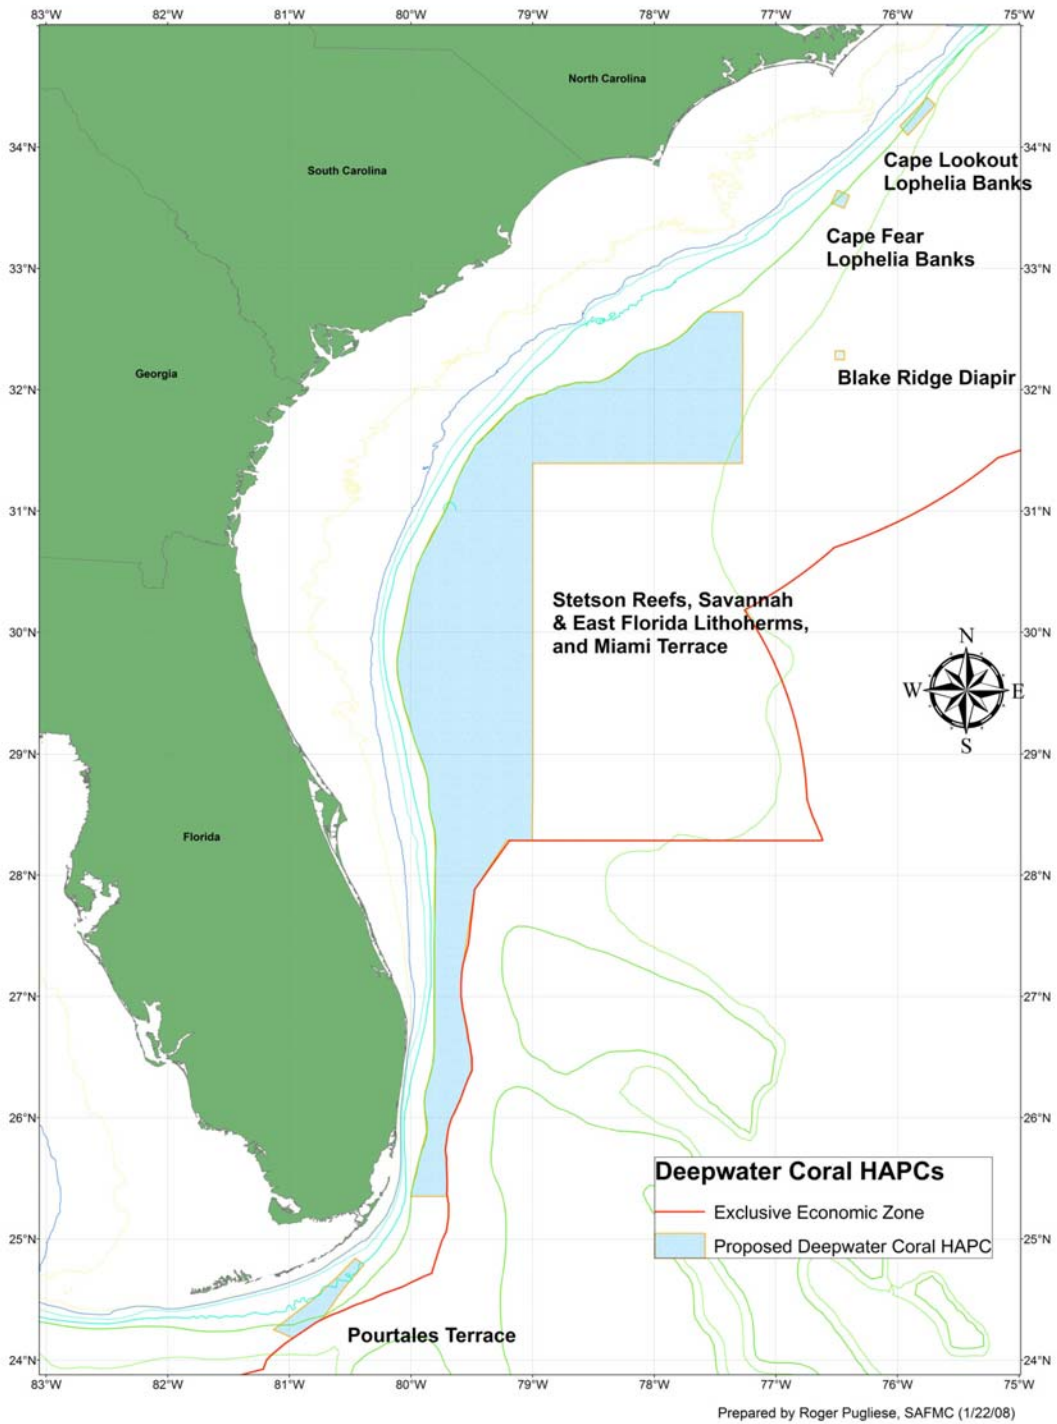 83°W 82°W 81°W 80°W 79°W 78°W 77°W 76°W 75°W
North Carolina
34°N 34°N
South Carolina
Cape Lookout
Lophelia Banks
Cape Fear
Lophelia Banks
33°N 33°N
Georgia
Blake Ridge Diapir
32°N 32°N
31°N 31°N
Stetson Reefs, Savannah
& East Florida Lithoherms,
and Miami Terrace
30°N 30°N
N
W E
S
29°N 29°N
Florida
28°N 28°N
27°N 27°N
26°N 26°N
Deepwater Coral HAPCs
Exclusive Economic Zone
Proposed Deepwater Coral HAPC
25°N 25°N
Pourtales Terrace
24°N 24°N
83°W 82°W 81°W 80°W 79°W 78°W 77°W 76°W 75°W
Prepared by Roger Pugliese, SAFMC (1/22/08)